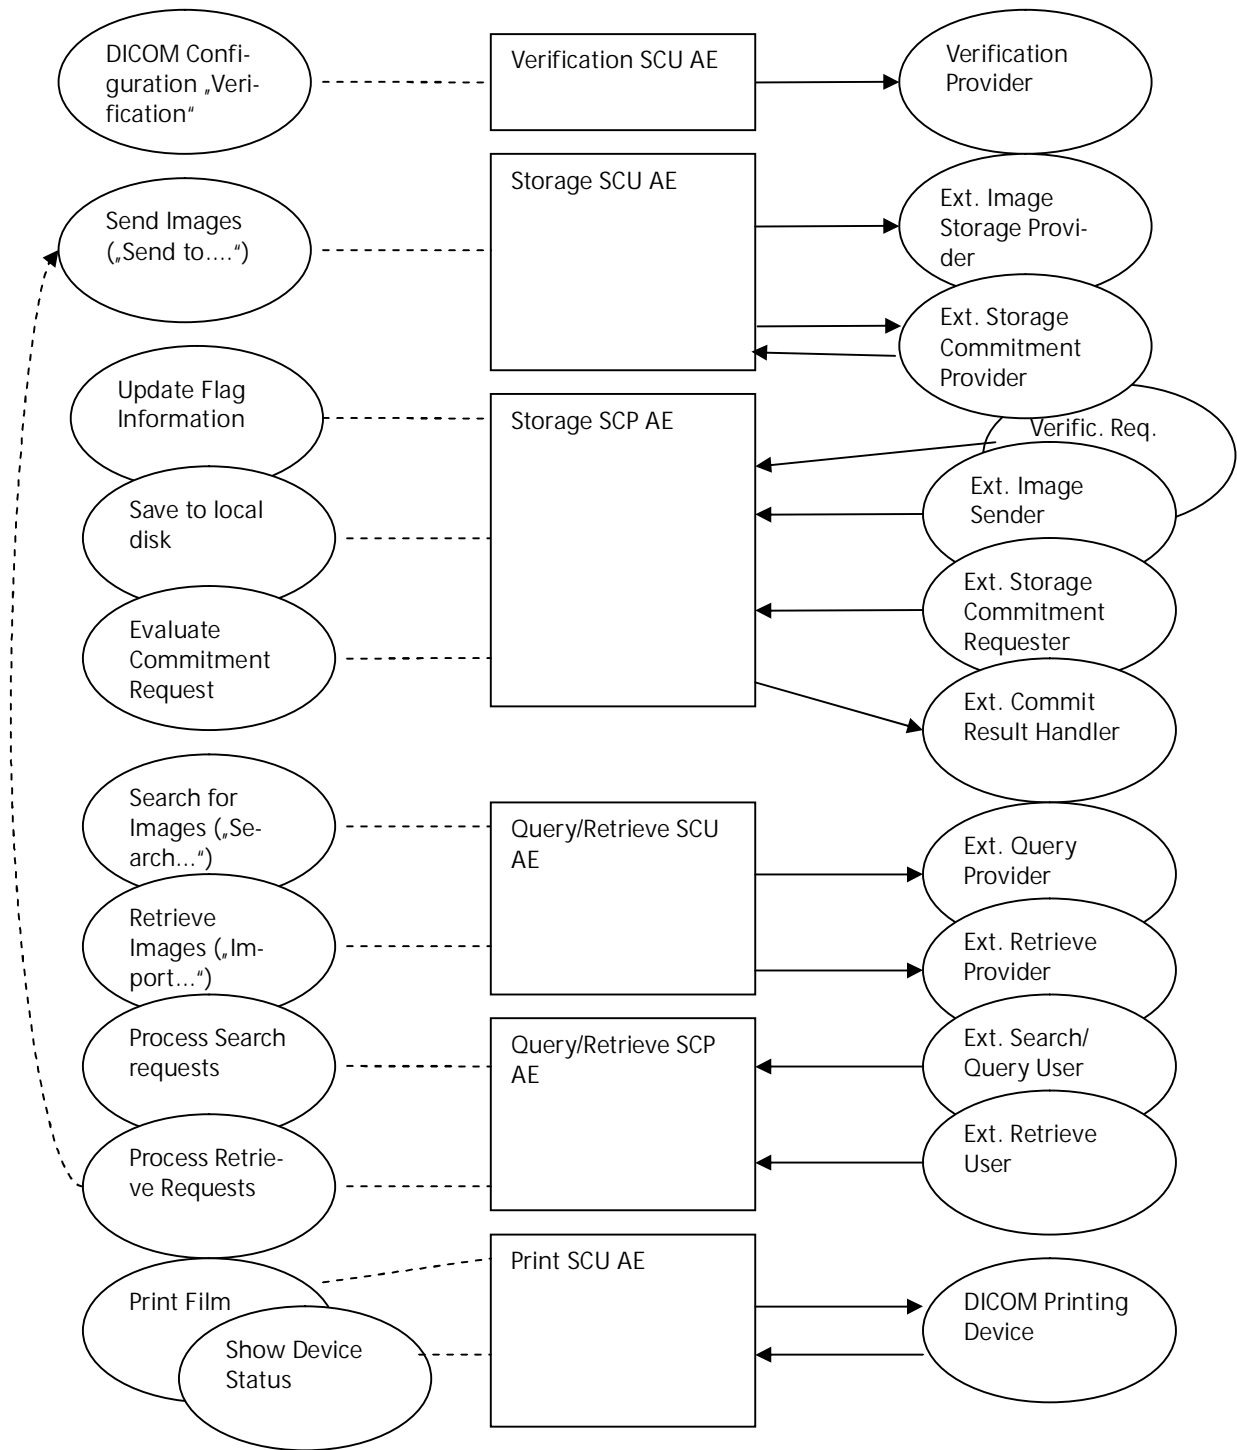 DICOM Confi-
guration „Veri-
fication“
Verification SCU AE
Verification
Provider
Send Images
(„Send to....“)
Storage SCU AE
Ext. Image
Storage Provi-
der
Ext. Storage
Commitment
Provider
Update Flag
Information
Storage SCP AE
Verific. Req.
Save to local
disk
Ext. Image
Sender
Evaluate
Commitment
Request
Ext. Storage
Commitment
Requester
Ext. Commit
Result Handler
Search for
Images („Se-
arch...“)
Query/Retrieve SCU
AE
Ext. Query
Provider
Retrieve
Images („Im-
port...“)
Ext. Retrieve
Provider
Process Search
requests
Query/Retrieve SCP
AE
Ext. Search/
Query User
Process Retrie-
ve Requests
Ext. Retrieve
User
Print Film
Print SCU AE
DICOM Printing
Device
Show Device
Status